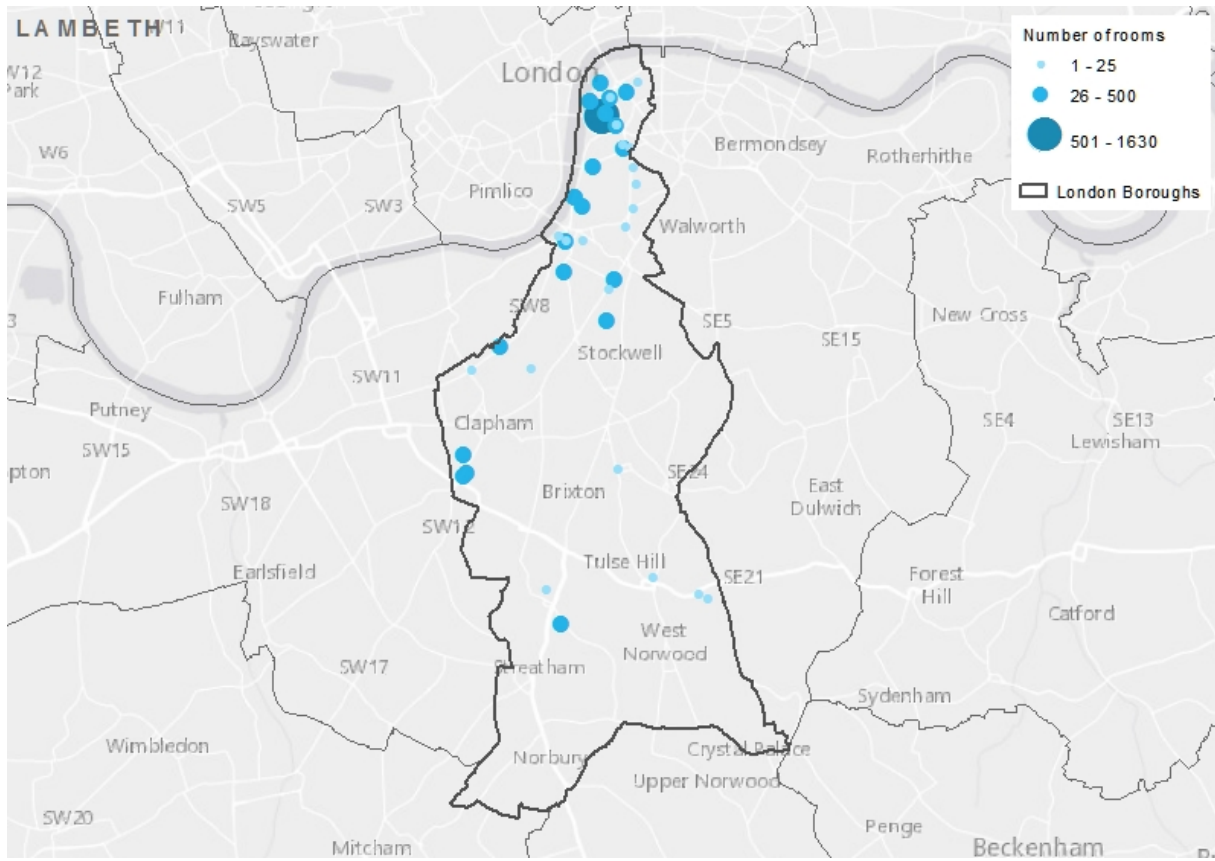 LAMBETH
W11
Bayswater
London
W12
Park
Number of rooms
1 - 25
26 - 500
501 - 1630
London Boroughs
W6
Bermondsey
Rotherhithe
Pimlico
SW5
SW3
Walworth
Fulham
SW8
SE5
New Cross
3
SE15
Stockwell
SW11
Putney
Clapham
SE4
SE13
Lewisham
SW15
pton
SE24
SW18
Brixton
East
Dulwich
SW12
Earlsfield
Tulse Hill
SE21
Forest
Hill
Catford
West
Norwood
SW17
Streatham
Sydenham
Wimbledon
Norbury
Crystal Palace
Upper Norwood
SW20
Mitcham
Penge
Beckenham